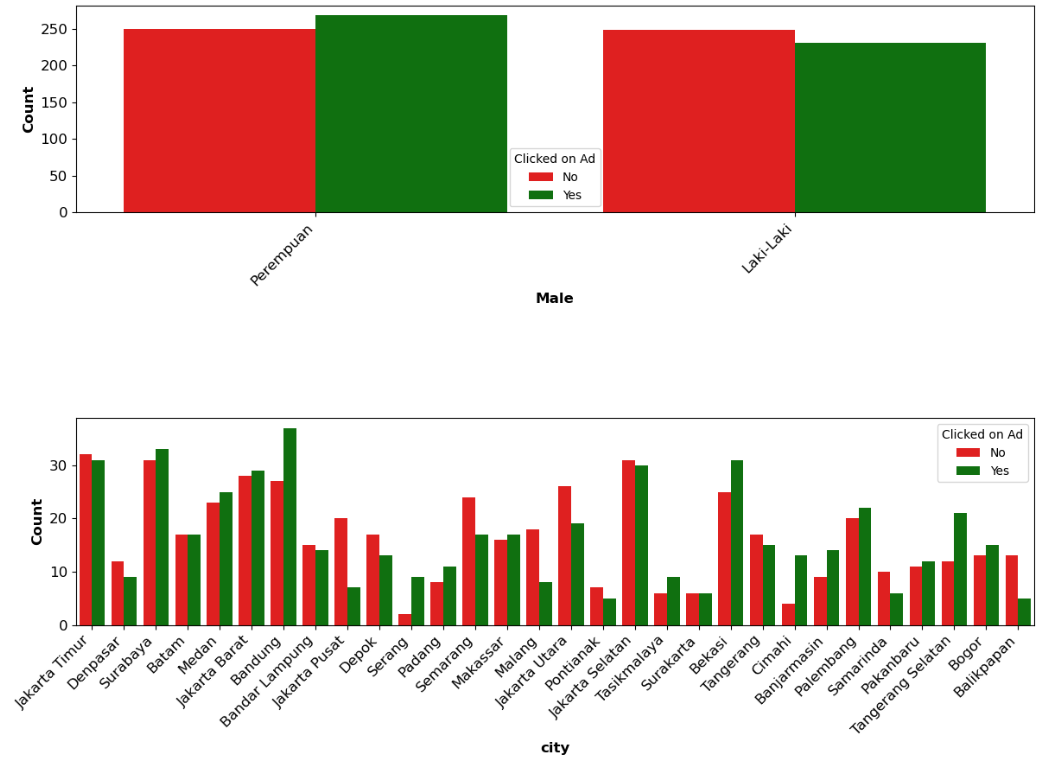 250
200
150
100
50
0
Count
Clicked on Ad
No
Yes
Perempuan
Laki-Laki
Male
30
20
10
0
Count
Clicked on Ad
No
Yes
Jakarta Timur
Denpasar
Surabaya
Batam
Medan
Jakarta Barat
Bandung
Bandar Lampung
Jakarta Pusat
Depok
Serang
Padang
Semarang
Makassar
Malang
Jakarta Utara
Pontianak
Jakarta Selatan
Tasikmalaya
Surakarta
Bekasi
Tangerang
Cimahi
Banjarmasin
Palembang
Samarinda
Pakanbaru
Tangerang Selatan
Bogor
Balikpapan
city